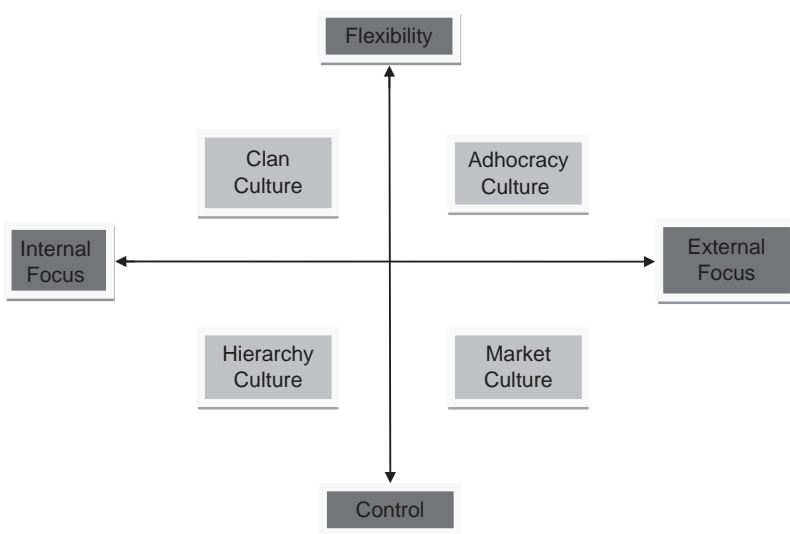 Flexibility
Clan
Culture
Adhocracy
Culture
Internal
Focus
External
Focus
Hierarchy
Culture
Market
Culture
Control